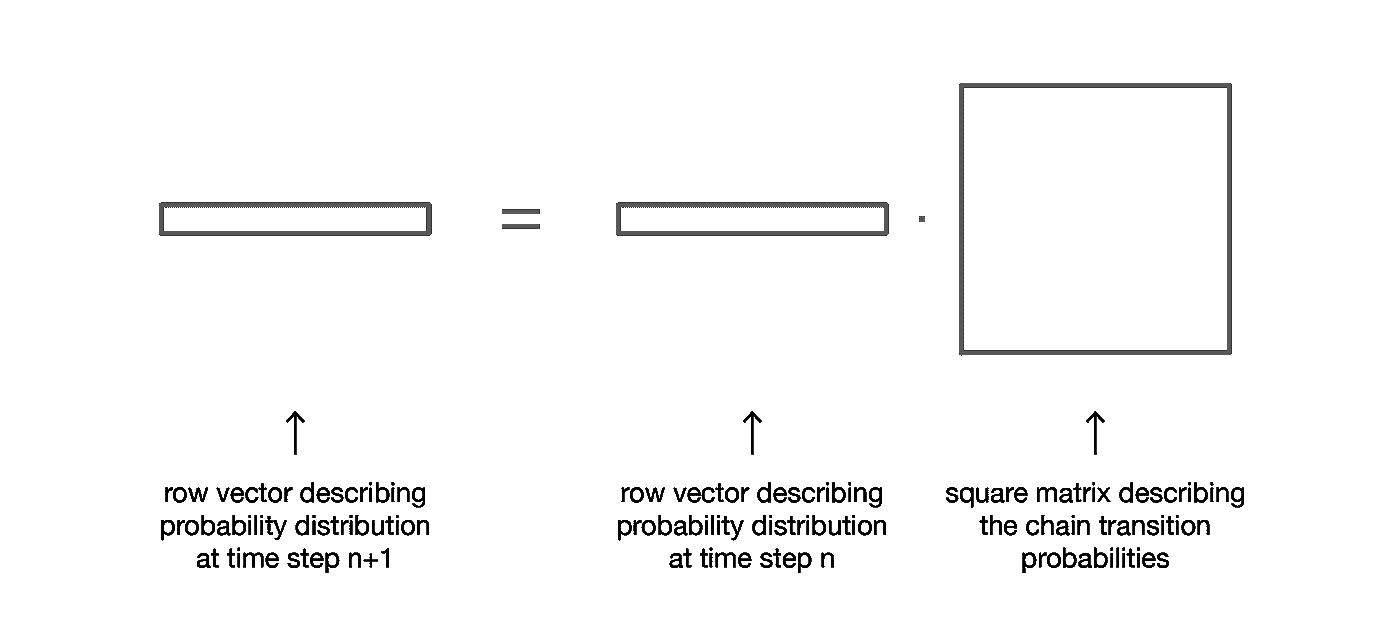 = ·
row vector describing
probability distribution
at time step n+1
row vector describing
probability distribution
at time step n
square matrix describing
the chain transition
probabilities